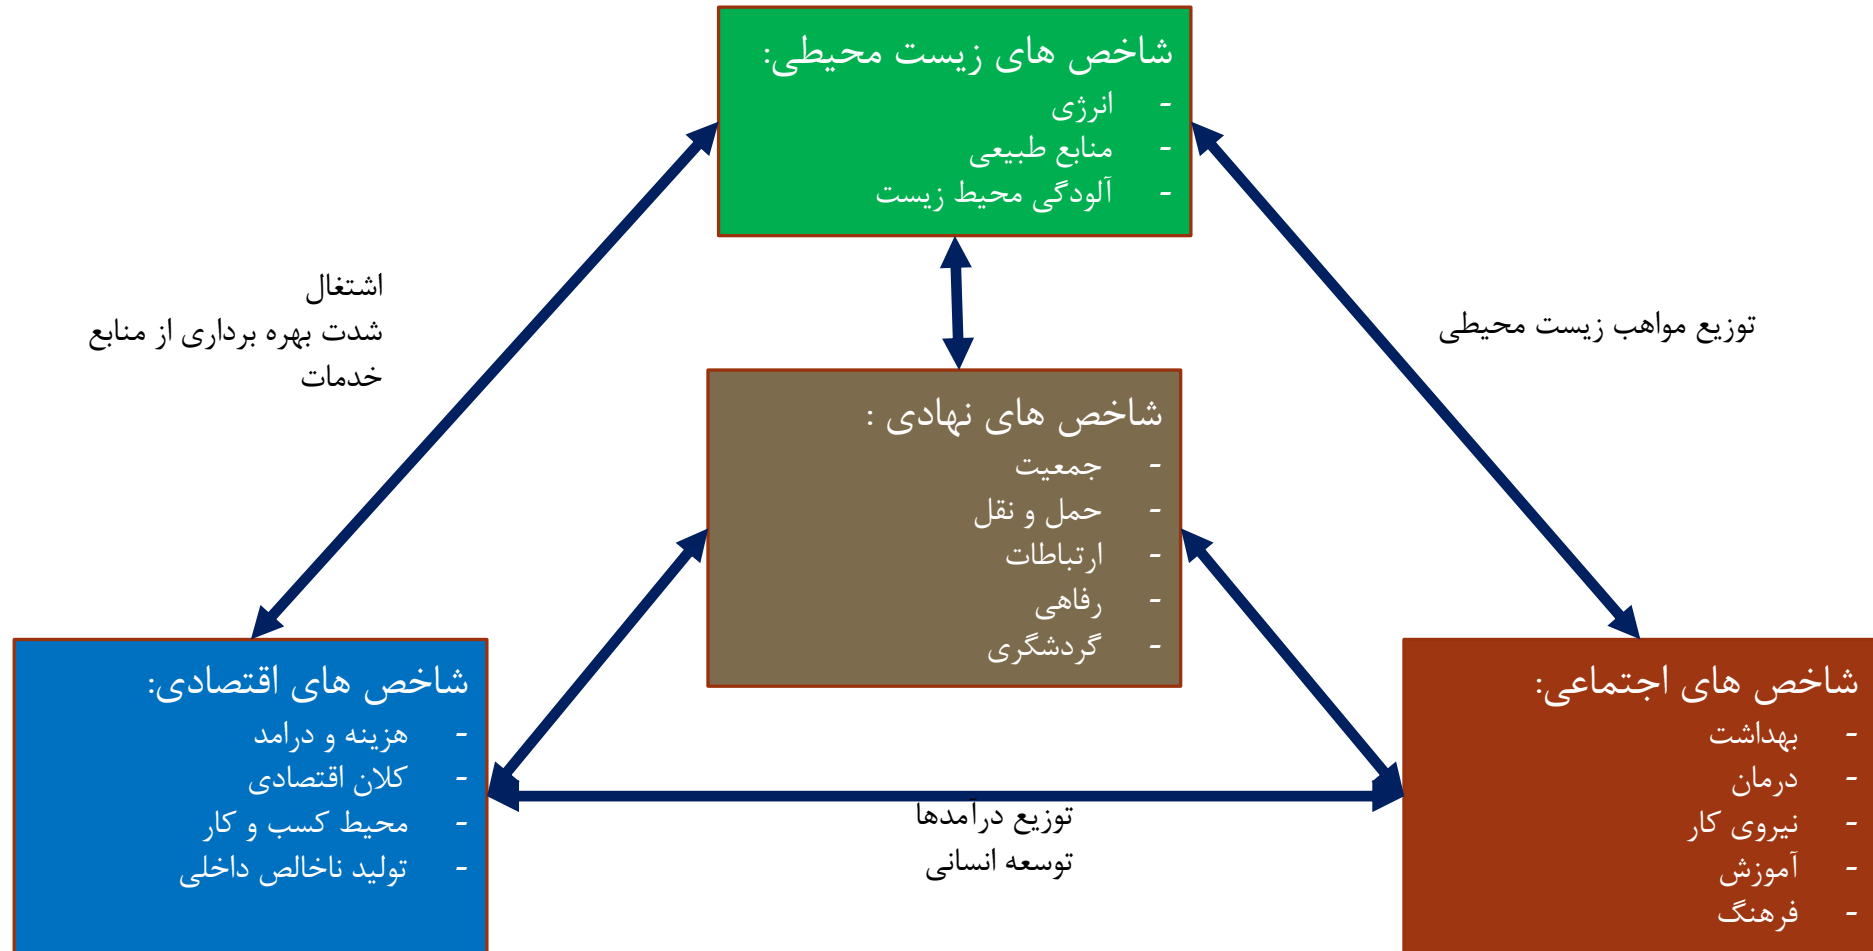 شاخص های زیست محیطی:
- انرژی
- منابع طبیعی
- آلودگی محیط زیست
توزیع مواهب زیست محیطی
اشتغال
شدت بهره برداری از منابع
خدمات
شاخص های نهادی :
- جمعیت
- حمل و نقل
- ارتباطات
- رفاهی
- گردشگری
شاخص های اجتماعی:
- بهداشت
- درمان
- نیروی کار
- آموزش
- فرهنگ
توزیع درآمدها
توسعه انسانی
شاخص های اقتصادی:
- هزینه و درامد
- کلان اقتصادی
- محیط کسب و کار
- تولید ناخالص داخلی